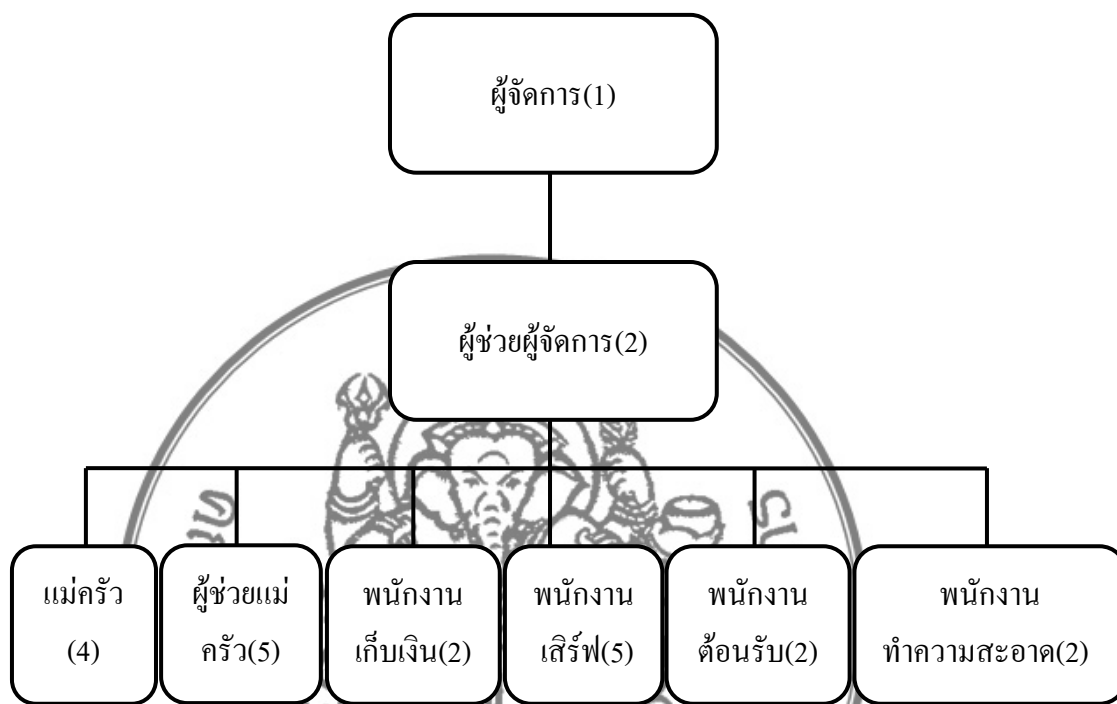 ผู้จัดการ(1)
ผู้ช่วยผู้จัดการ(2)
แม่ครัว
(4)
ผู้ช่วยแม่
ครัว(5)
พนักงาน
เก็บเงิน(2)
พนักงาน
เสิร์ฟ(5)
พนักงาน
ต้อนรับ(2)
พนักงาน
ทำความสะอาด(2)